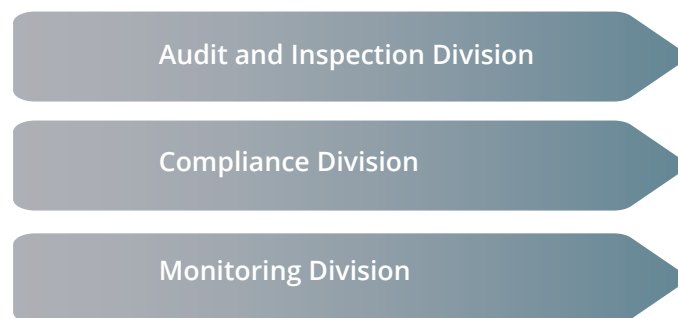 Audit and Inspection Division
Compliance Division
Monitoring Division